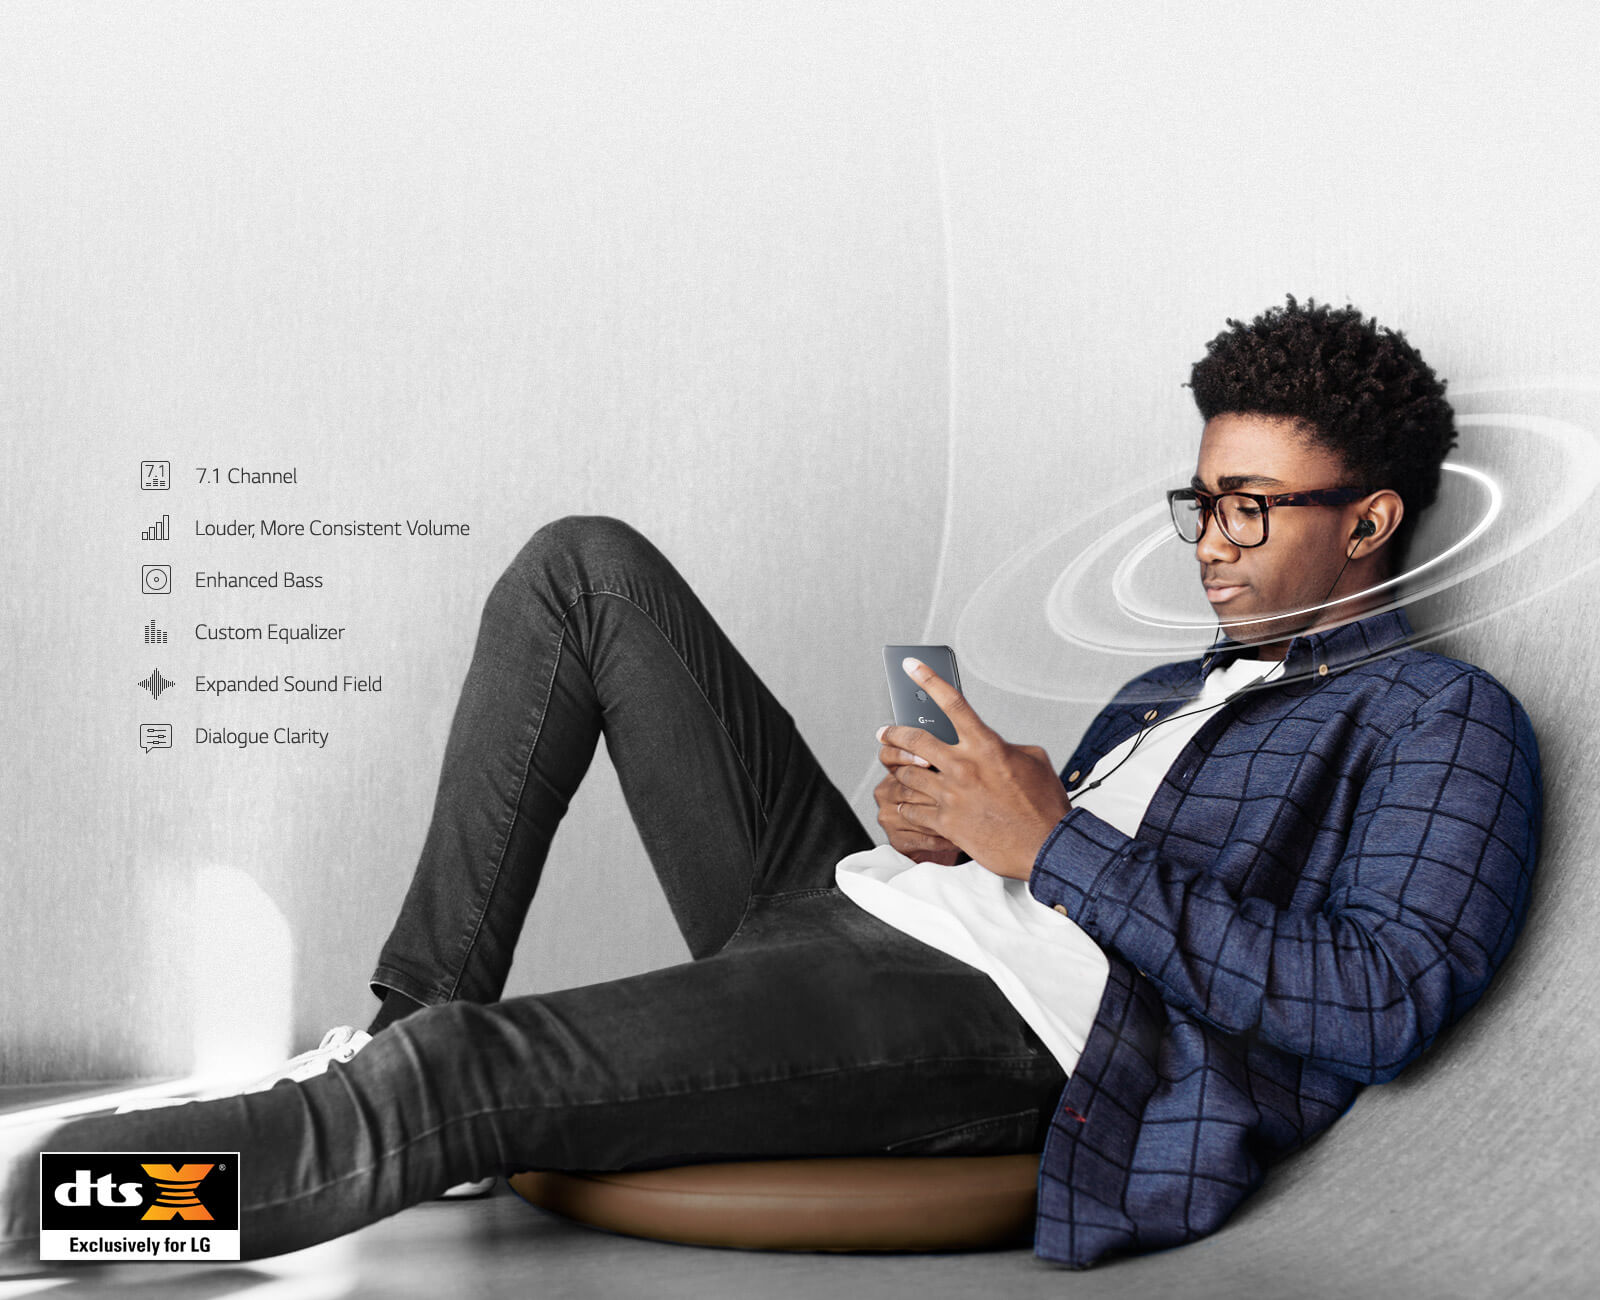 7.1
7.1 Channel
Louder, More Consistent Volume
Enhanced Bass
Custom Equalizer
Expanded Sound Field
Dialogue Clarity
G
dts X ®
Exclusively for LG